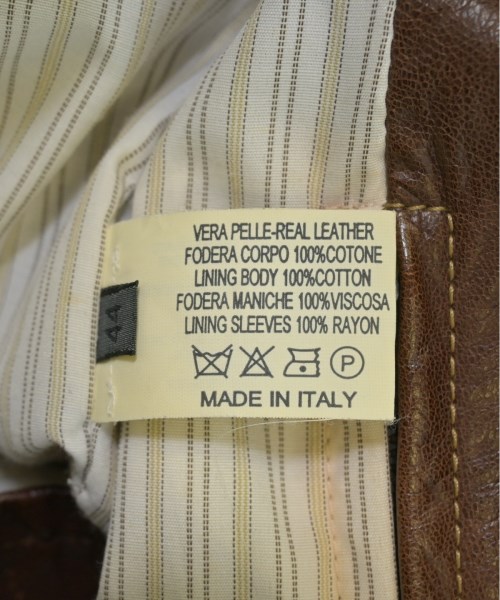 VERA PELLE-REAL LEATHER
FODERA CORPO 100%COTONE
LINING BODY 100%COTTON
FODERA MANICHE 100%VISCOSA
LINING SLEEVES 100% RAYON
P
MADE IN ITALY
44